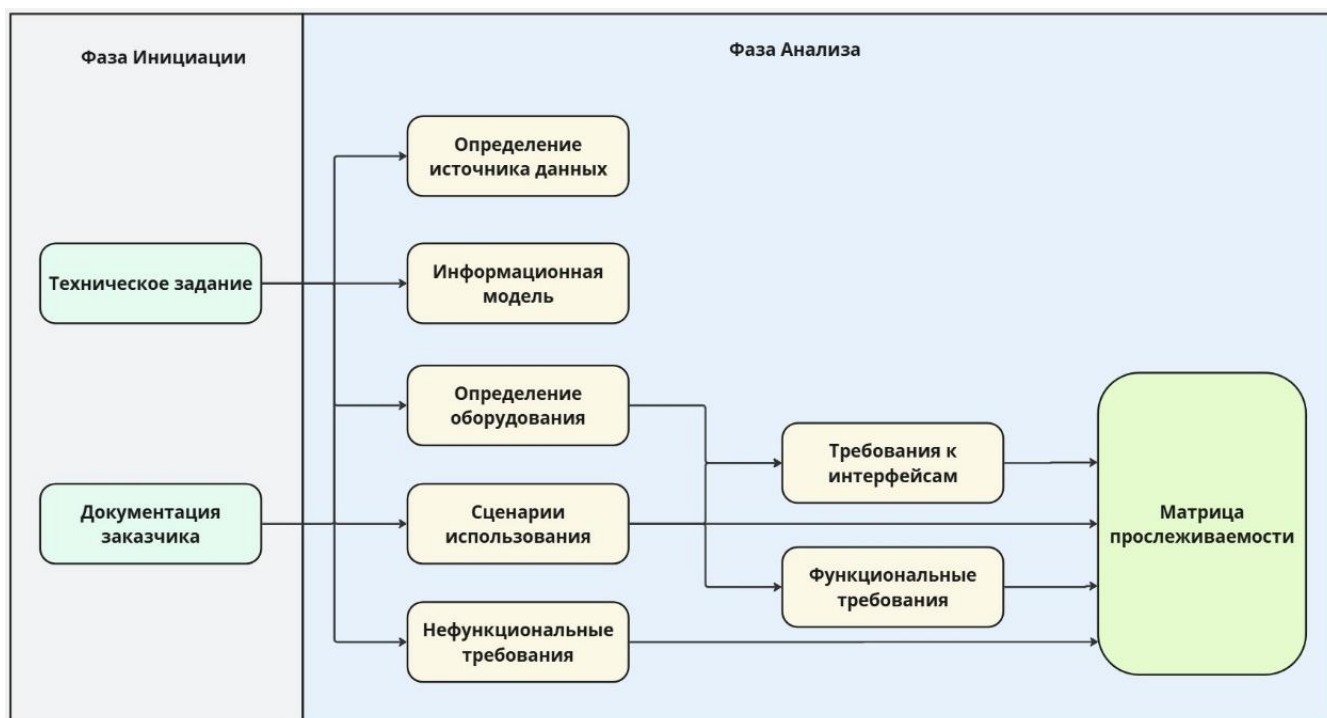 Фаза Инициации
Фаза Анализа
Определение
источника данных
Техническое задание
Информационная
модель
Определение
оборудования
Требования к
интерфейсам
Документация
заказчика
Сценарии
использования
Матрица
прослеживаемости
Функциональные
требования
Нефункциональные
требования